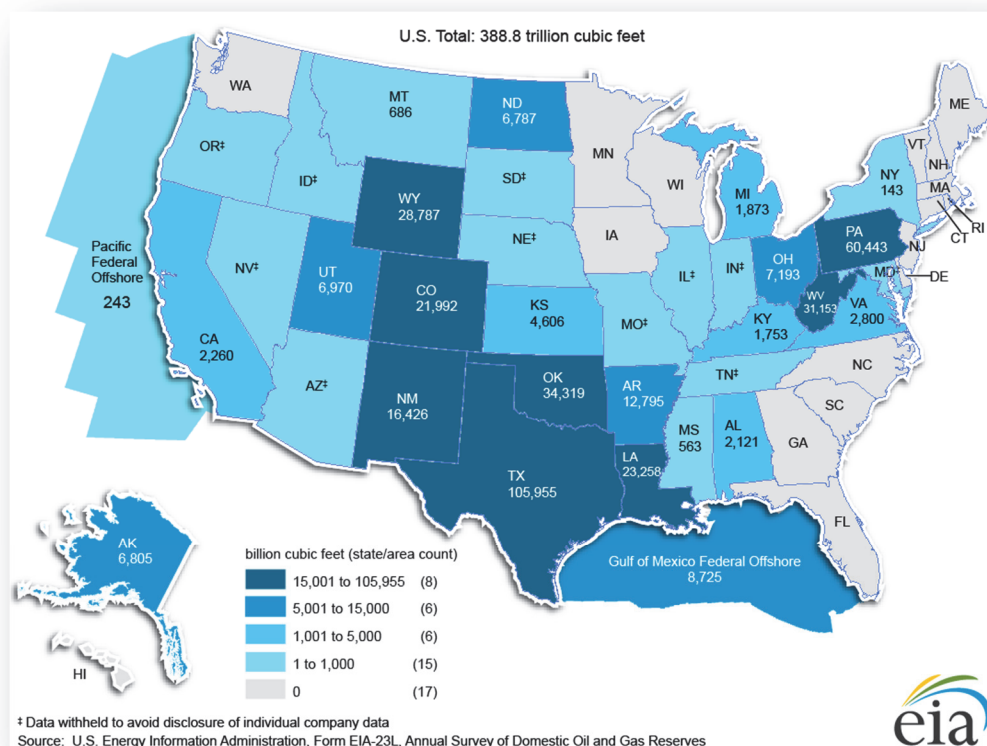 U.S. Total: 388.8 trillion cubic feet
WA
MT
686
ND
6,787
MN
ME
VT
NH
OR‡
ID‡
SD‡
WI
MI
1,873
NY
143
MA
RI
CT
WY
28,787
NE‡
IA
PA
60,443
NJ
Pacific
Federal
Offshore
243
NV‡
UT
6,970
CO
21,992
IL‡
IN‡
OH
7,193
MD‡
DE
WV
31,153
VA
2,800
KS
4,606
MO‡
KY
1,753
CA
2,260
AZ‡
NM
16,426
OK
34,319
AR
12,795
TN‡
NC
SC
MS
563
AL
2,121
GA
TX
105,955
LA
23,258
FL
Gulf of Mexico Federal Offshore
8,725
AK
6,805
HI
billion cubic feet (state/area count)
15,001 to 105,955 (8)
5,001 to 15,000 (6)
1,001 to 5,000 (6)
1 to 1,000 (15)
0 (17)
eia
‡ Data withheld to avoid disclosure of individual company data
Source: U.S. Energy Information Administration, Form EIA-23L, Annual Survey of Domestic Oil and Gas Reserves